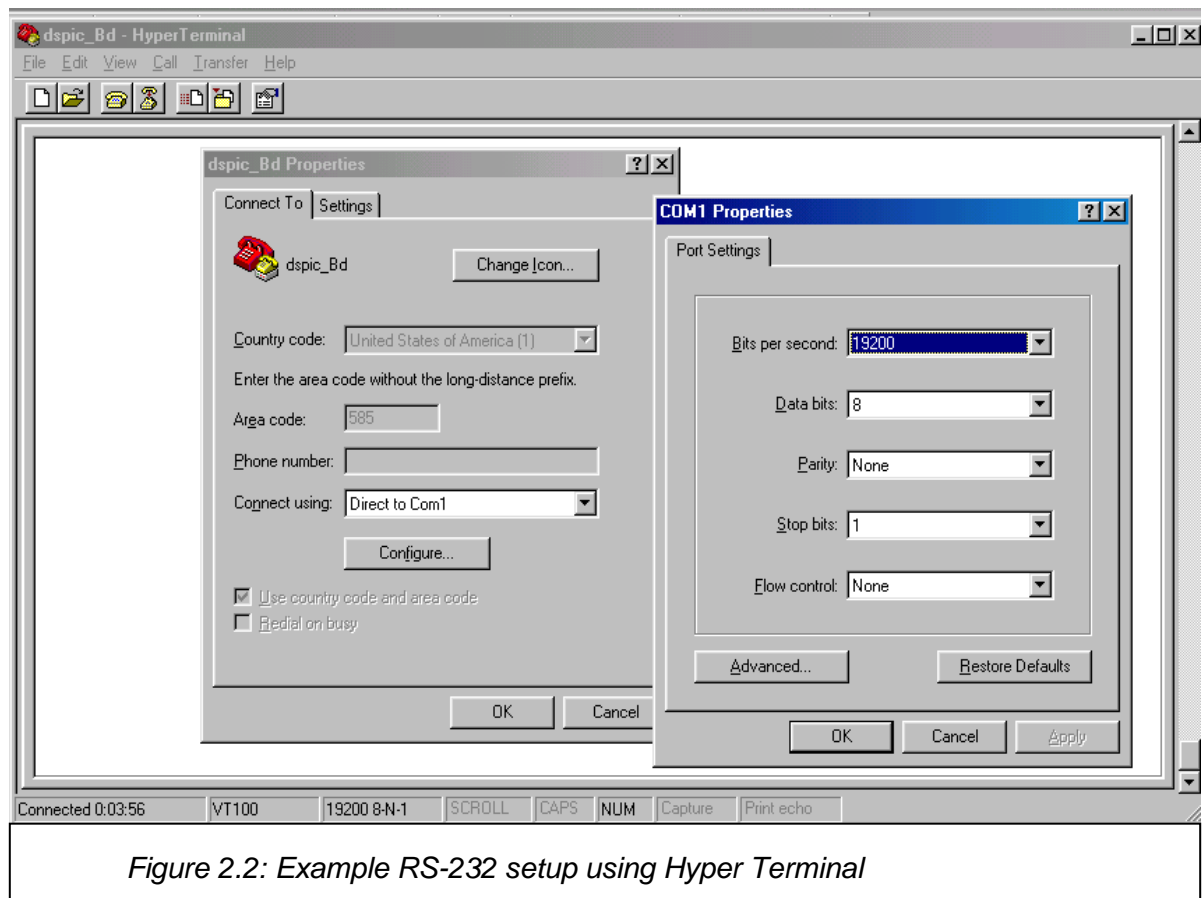 dspic_Bd - HyperTerminal
File Edit View Call Transfer Help
dspic_Bd Properties
Connect To Settings
dspic_Bd
Change Icon...
Country code: United States of America (1)
Enter the area code without the long-distance prefix.
Area code: 585
Phone number:
Connect using: Direct to Com1
Configure...
Use country code and area code
Redial on busy
OK Cancel
COM1 Properties
Port Settings
Bits per second: 19200
Data bits: 8
Parity: None
Stop bits: 1
Flow control: None
Advanced... Restore Defaults
OK Cancel Apply
Connected 0:03:56 VT100 19200 8-N-1 SCROLL CAPS NUM Capture Print echo
Figure 2.2: Example RS-232 setup using Hyper Terminal